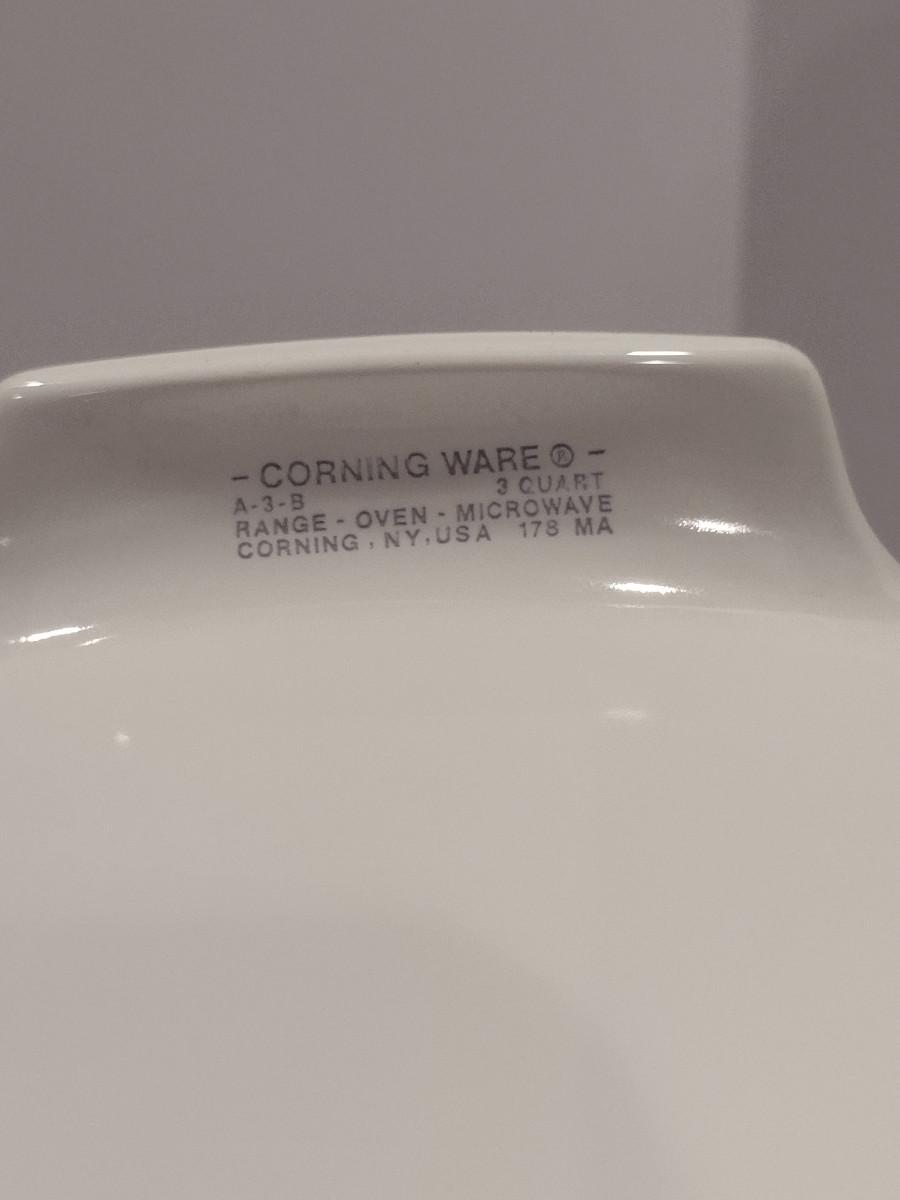 - CORNING WARE ® -
A-3-B 3 QUART
RANGE - OVEN - MICROWAVE
CORNING , NY, USA 178 MA